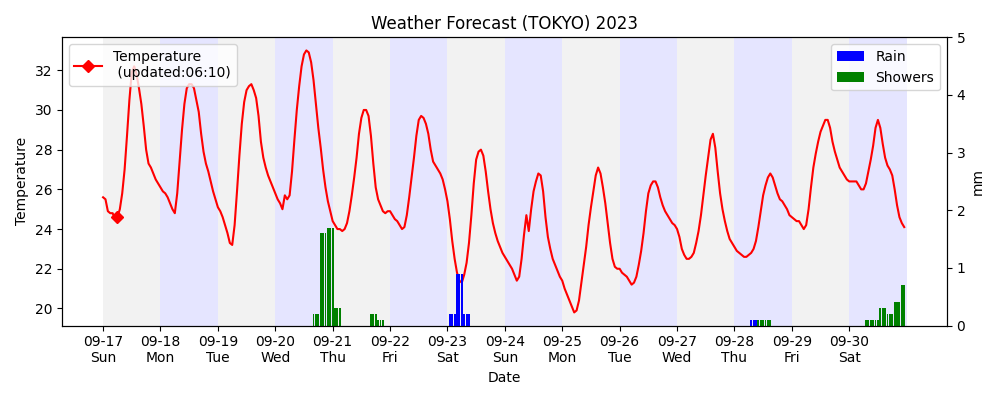 Weather Forecast (TOKYO) 2023
Temperature
(updated:06:10)
Rain
Showers
Temperature
32
30
28
26
24
22
20
5
4
3
2
1
0
mm
09-17 09-18 09-19 09-20 09-21 09-22 09-23 09-24 09-25 09-26 09-27 09-28 09-29 09-30
Sun Mon Tue Wed Thu Fri Sat Sun Mon Tue Wed Thu Fri Sat
Date